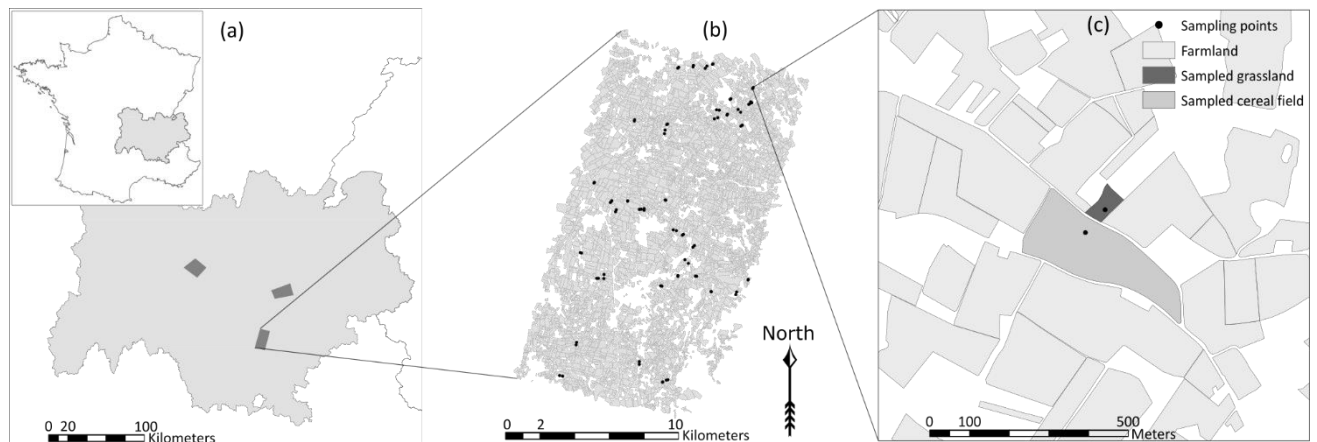 (a)
0 20 100
Kilometers
(b)
North
0 2 10
Kilometers
(c)
Sampling points
Farmland
Sampled grassland
Sampled cereal field
0 100 500
Meters